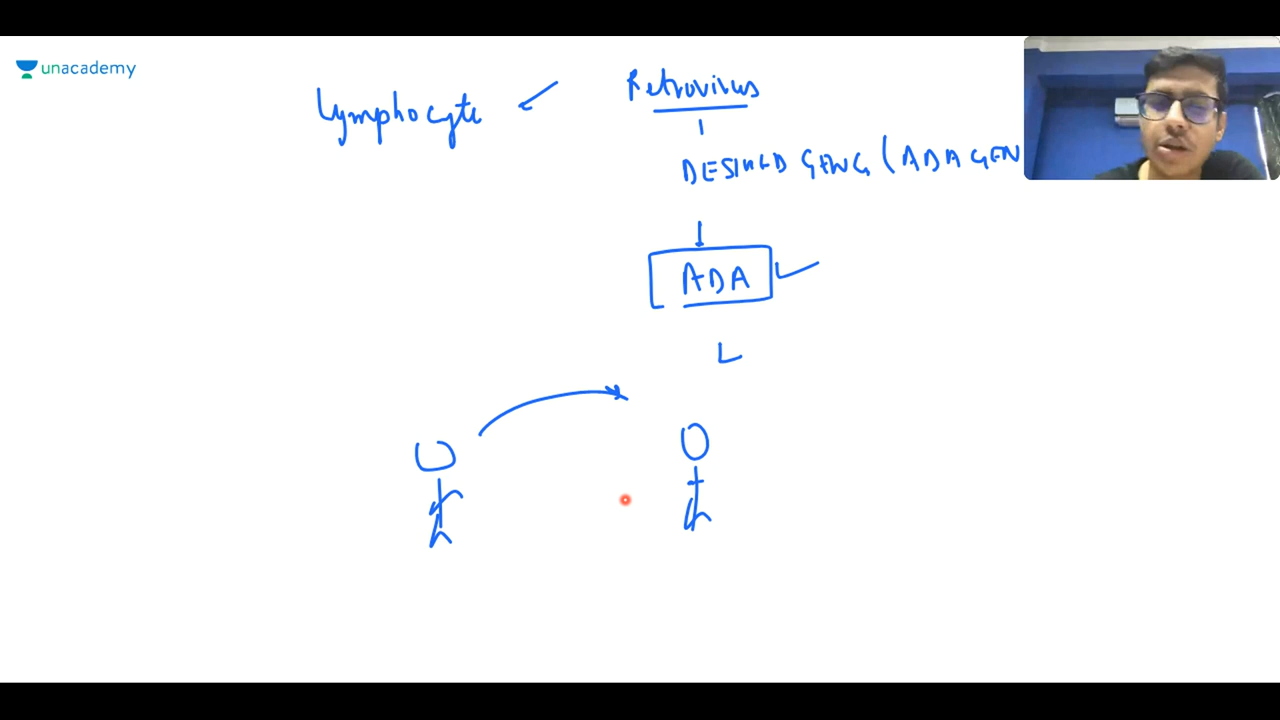 unacademy
Lymphocyte
Retrovirus
DESIRED GENE (ADA GEN
ADA